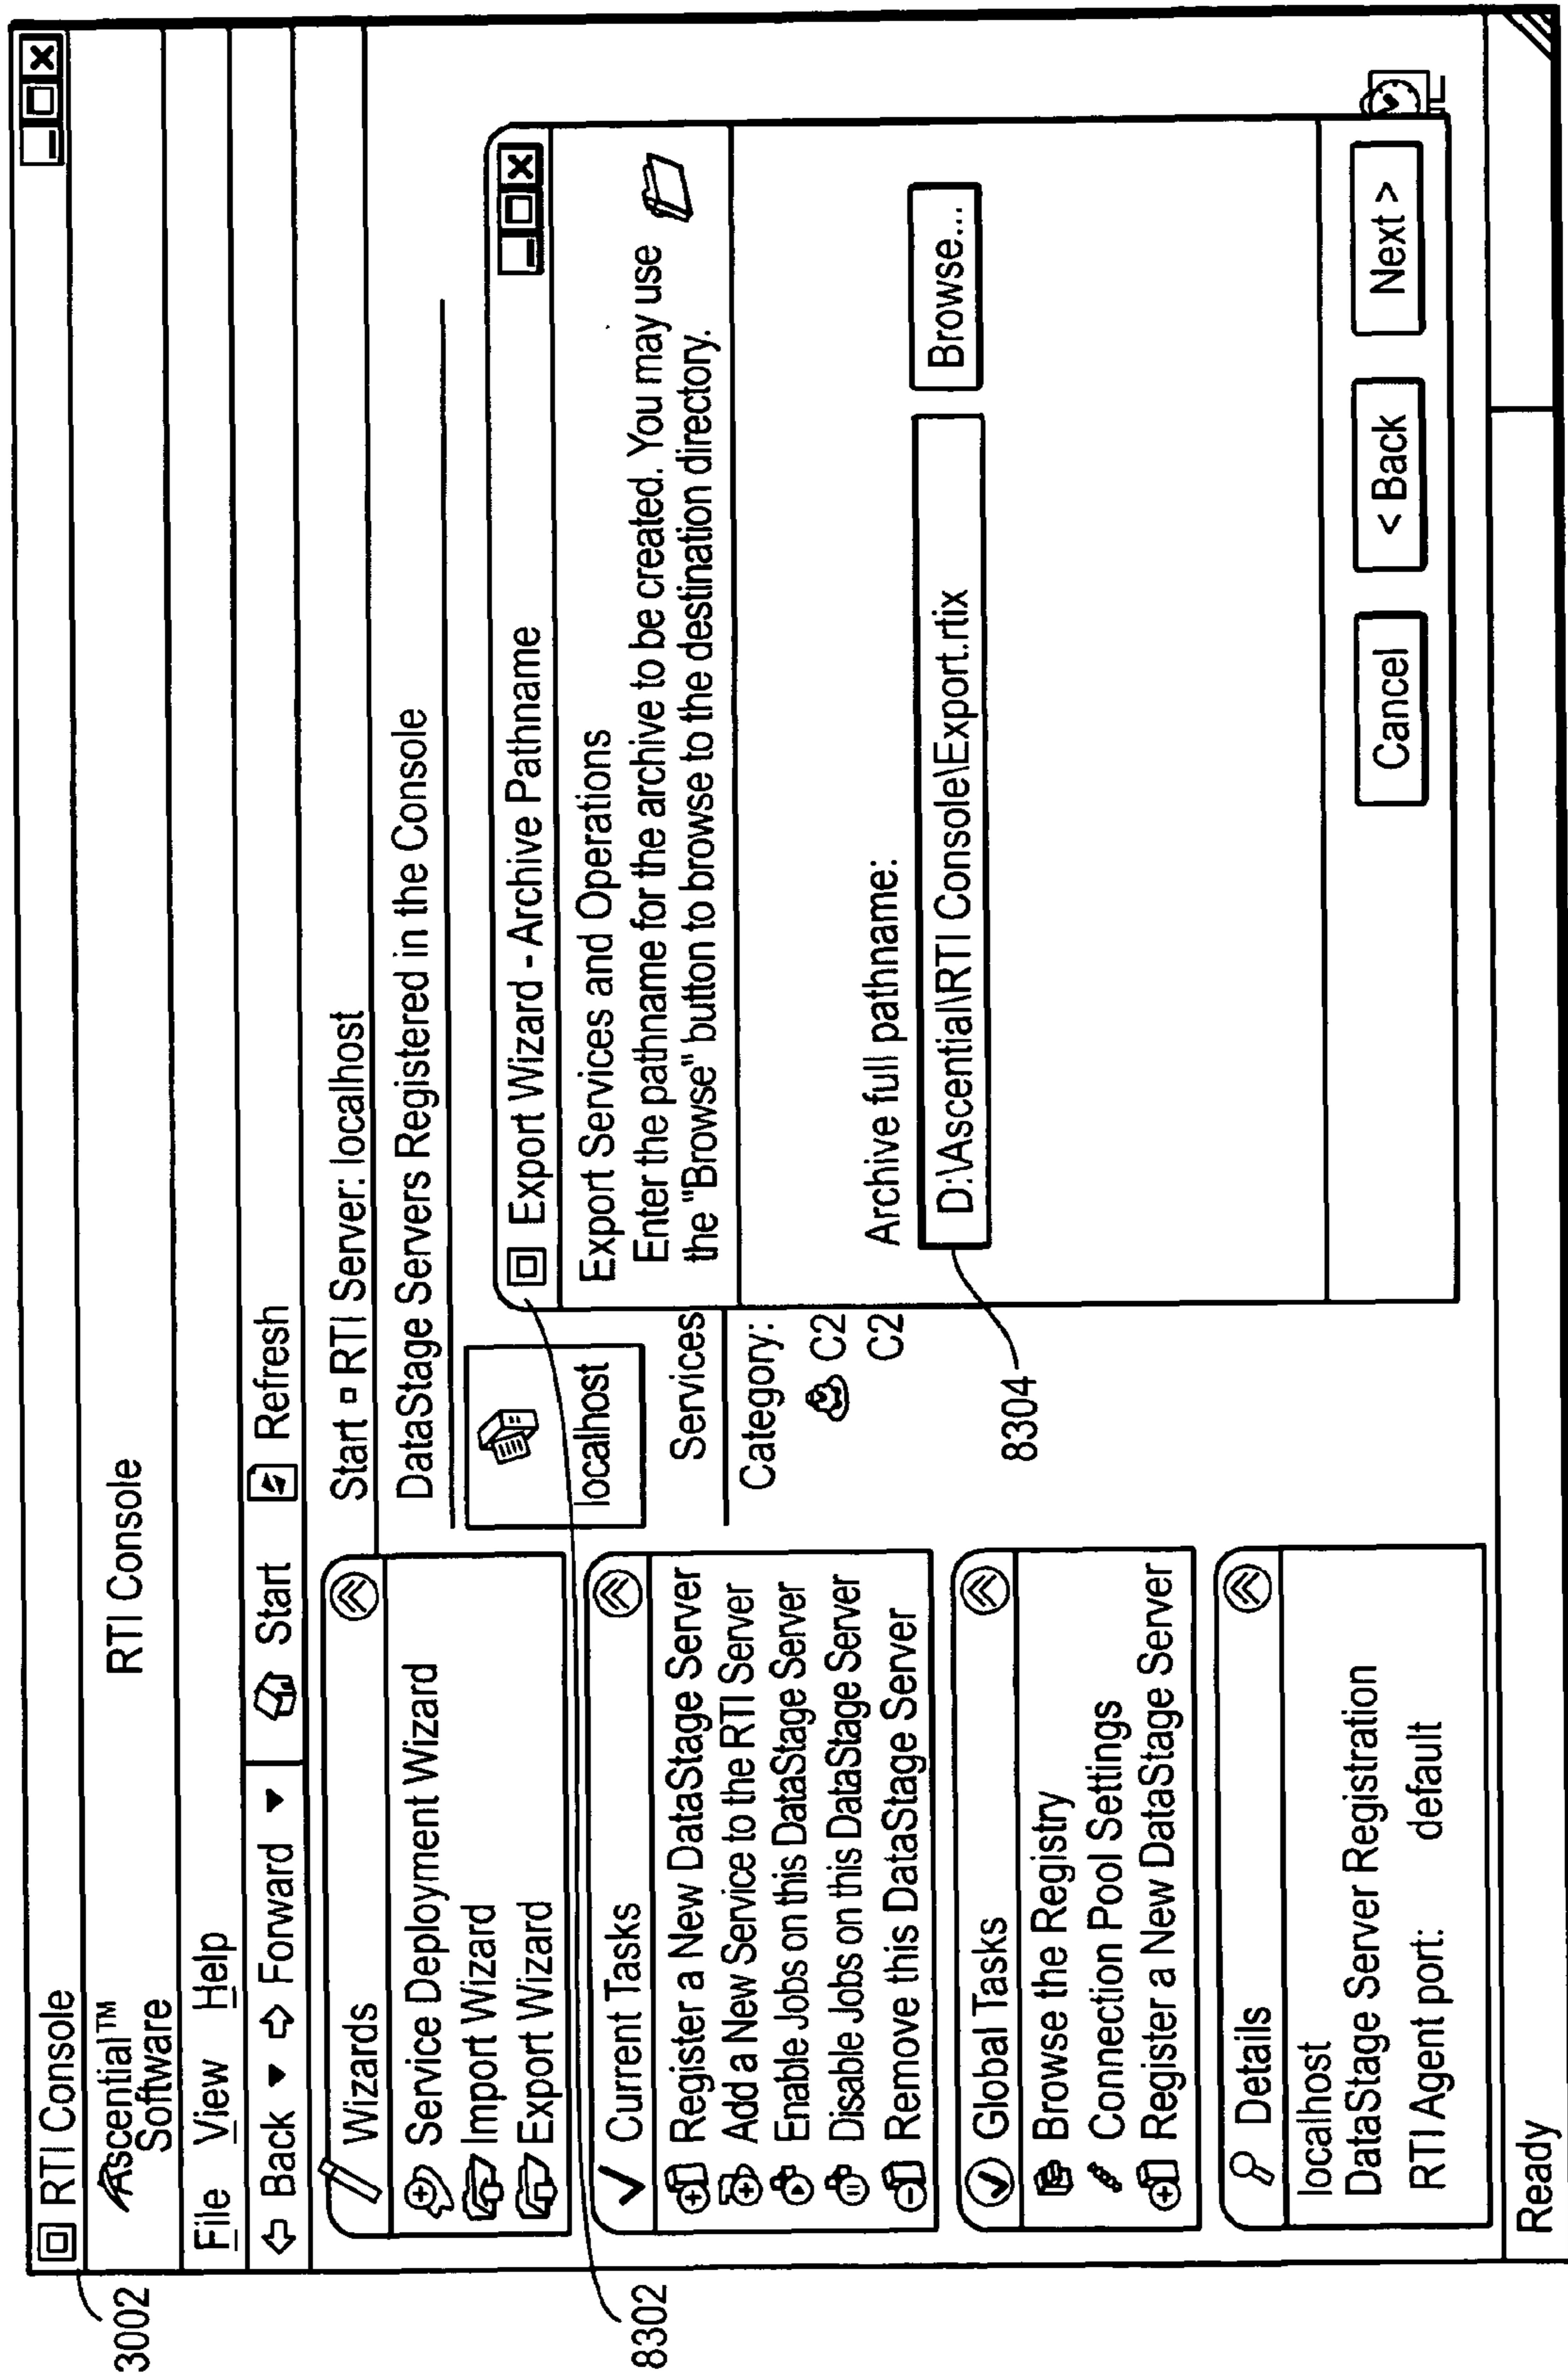 RTI Console
Ascential™
Software
RTI Console
File View Help
Back Forward Start Refresh
Wizards
Service Deployment Wizard
Import Wizard
Export Wizard
Current Tasks
Register a New DataStage Server
Add a New Service to the RTI Server
Enable Jobs on this DataStage Server
Disable Jobs on this DataStage Server
Remove this DataStage Server
Global Tasks
Browse the Registry
Connection Pool Settings
Register a New DataStage Server
Details
localhost
DataStage Server Registration
RTI Agent port: default
Start RTI Server: localhost
DataStage Servers Registered in the Console
localhost
Services
Category:
C2
C2
Export Wizard - Archive Pathname
Export Services and Operations
Enter the pathname for the archive to be created. You may use
the "Browse" button to browse to the destination directory.
Archive full pathname:
D:\Ascential\RTI Console\Export.rtix
Browse...
Cancel
< Back
Next >
Ready
3002
8302
8304